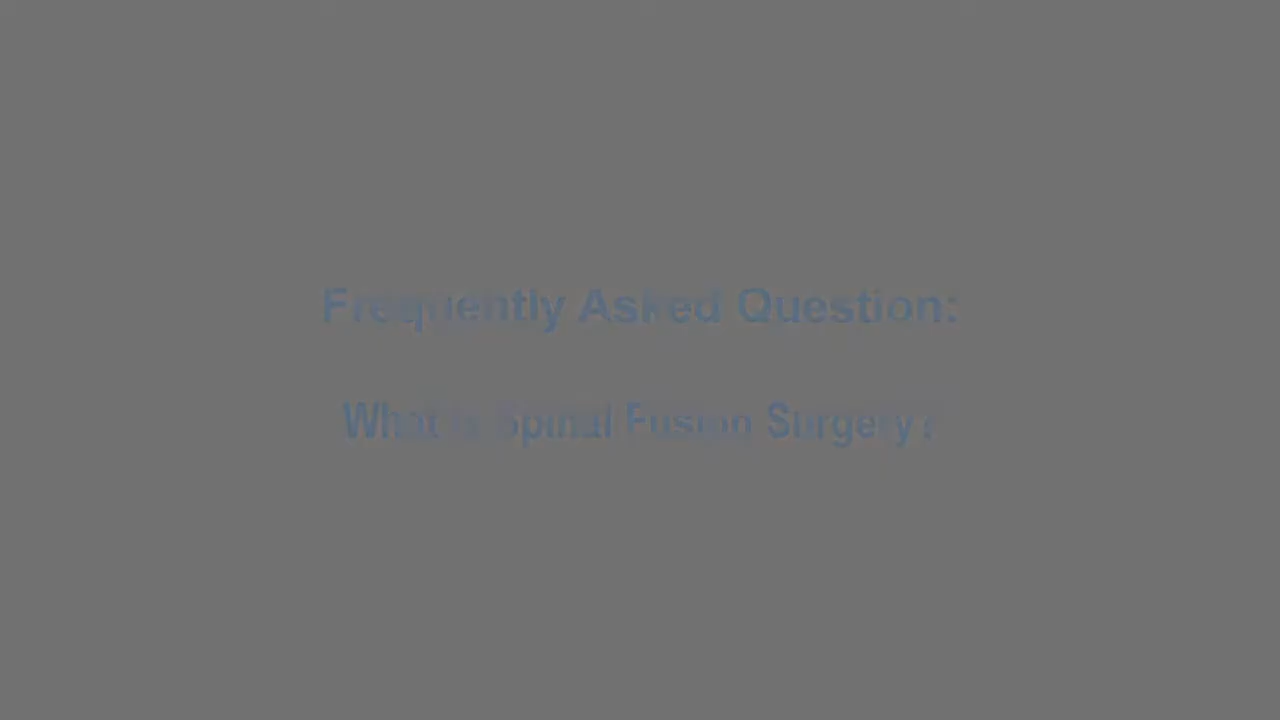 Frequently Asked Question:
What is Spinal Fusion Surgery?